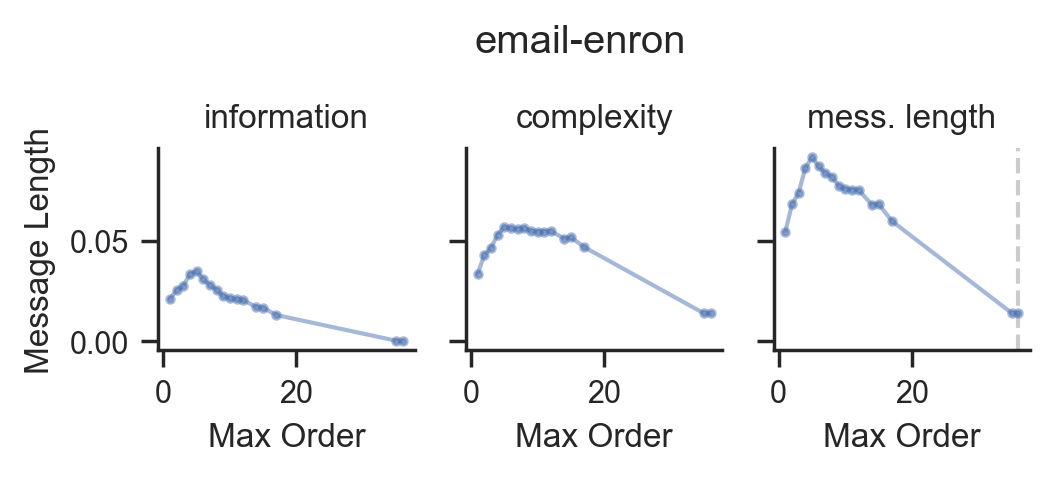 email-enron
information
complexity
mess. length
Message Length
0.05
0.00
0
20
0
20
0
20
Max Order
Max Order
Max Order